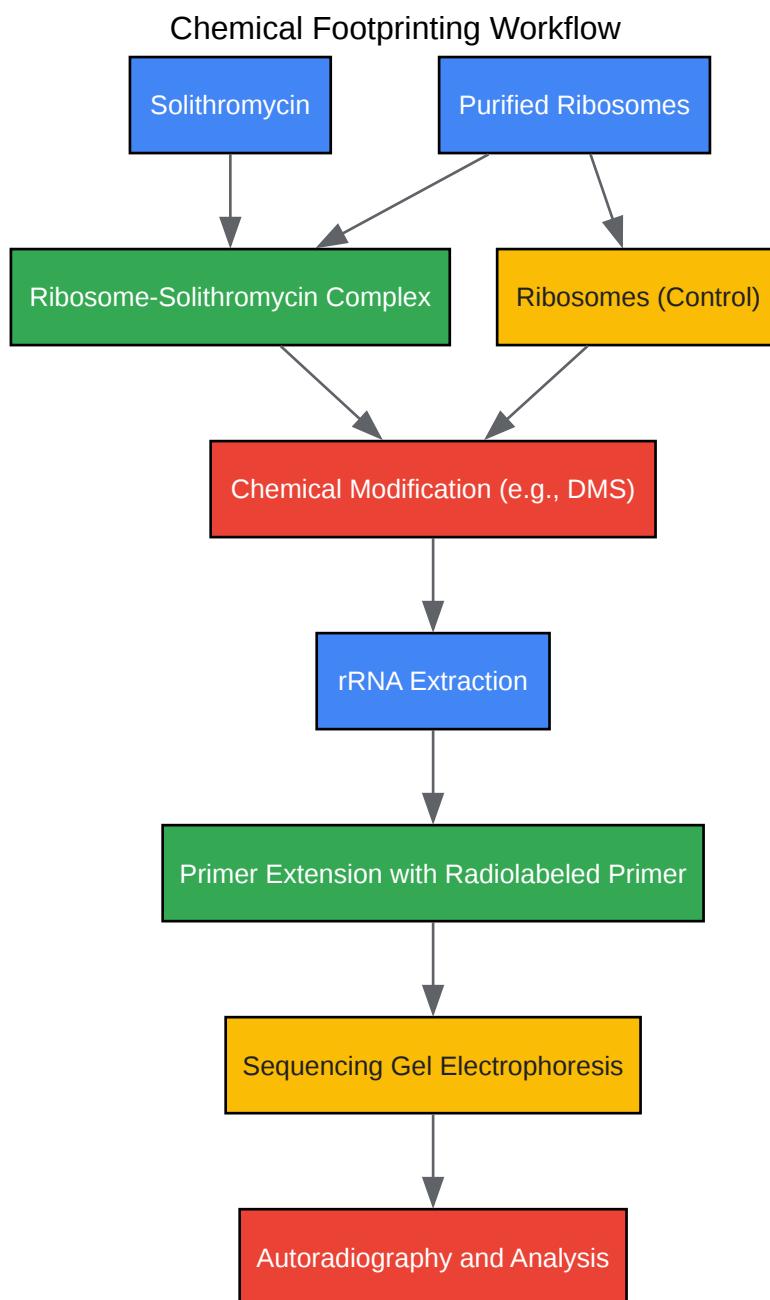 Chemical Footprinting Workflow
Solithromycin
Purified Ribosomes
Ribosome-Solithromycin Complex
Ribosomes (Control)
Chemical Modification (e.g., DMS)
rRNA Extraction
Primer Extension with Radiolabeled Primer
Sequencing Gel Electrophoresis
Autoradiography and Analysis